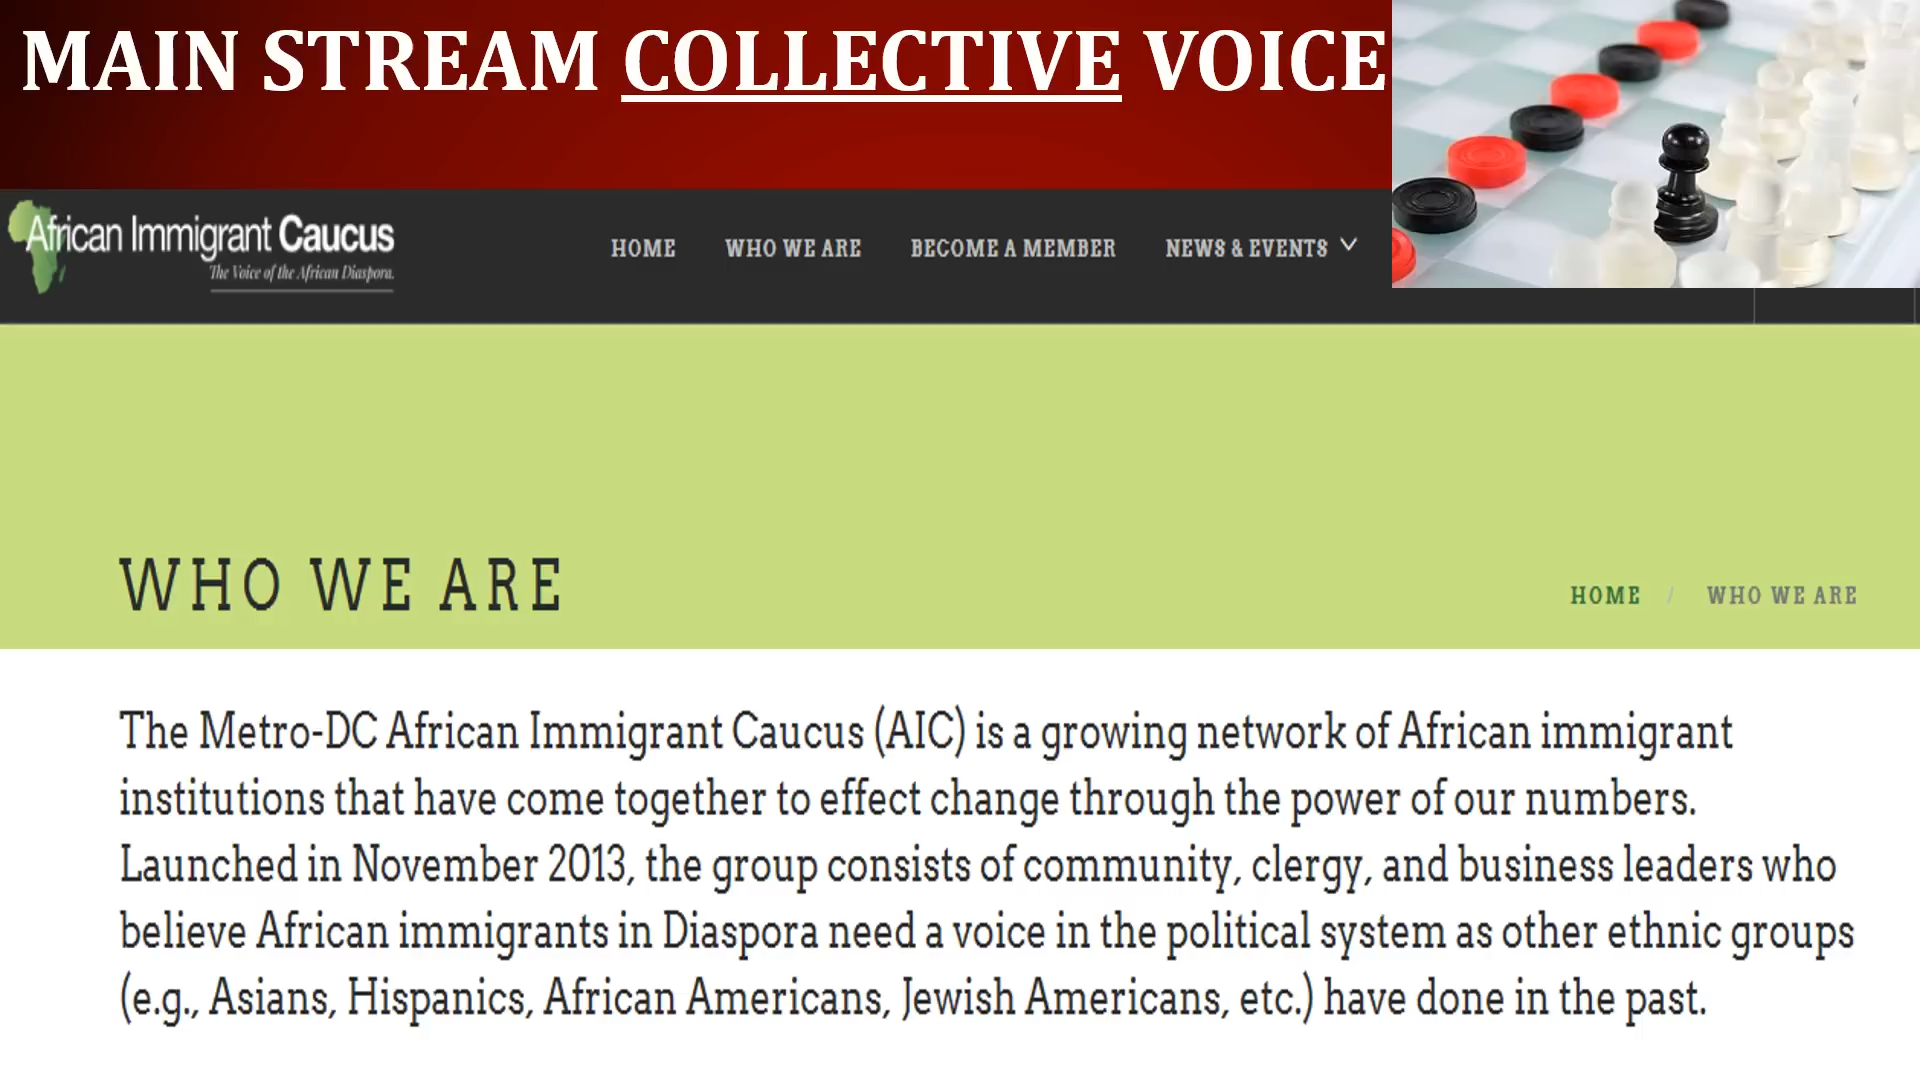 MAIN STREAM COLLECTIVE VOICE
African Immigrant Caucus
The Voice of the African Diaspora.
HOME WHO WE ARE BECOME A MEMBER NEWS & EVENTS
WHO WE ARE
HOME / WHO WE ARE
The Metro-DC African Immigrant Caucus (AIC) is a growing network of African immigrant
institutions that have come together to effect change through the power of our numbers.
Launched in November 2013, the group consists of community, clergy, and business leaders who
believe African immigrants in Diaspora need a voice in the political system as other ethnic groups
(e.g., Asians, Hispanics, African Americans, Jewish Americans, etc.) have done in the past.